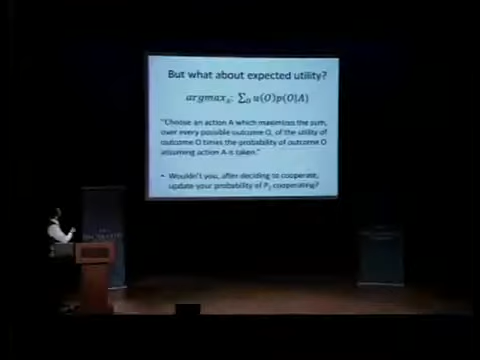 But what about expected utility?
argmax_A: ∑_O u(O)p(O|A)
"Choose an action A which maximizes the sum,
over every possible outcome O, of the utility of
outcome O times the probability of outcome O
assuming action A is taken."
• Wouldn't you, after deciding to cooperate,
update your probability of P₂ cooperating?